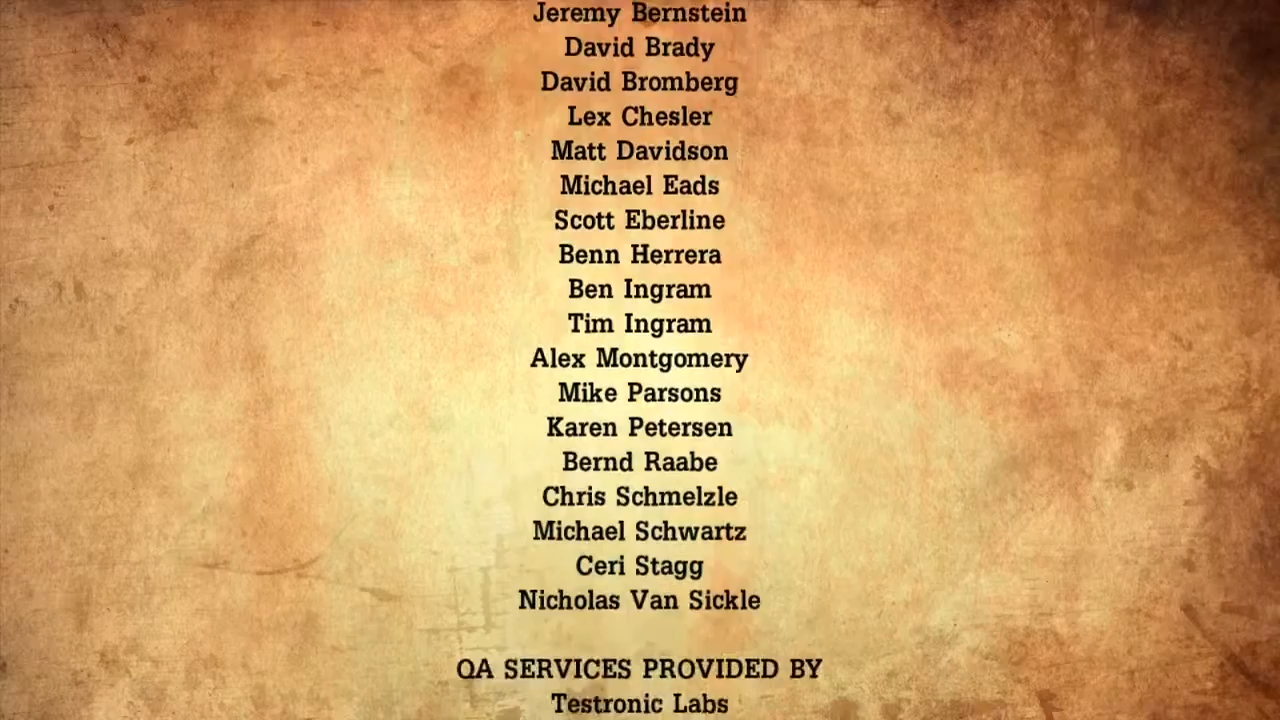 Jeremy Bernstein
David Brady
David Bromberg
Lex Chesler
Matt Davidson
Michael Eads
Scott Eberline
Benn Herrera
Ben Ingram
Tim Ingram
Alex Montgomery
Mike Parsons
Karen Petersen
Bernd Raabe
Chris Schmelzle
Michael Schwartz
Ceri Stagg
Nicholas Van Sickle
QA SERVICES PROVIDED BY
Testronic Labs